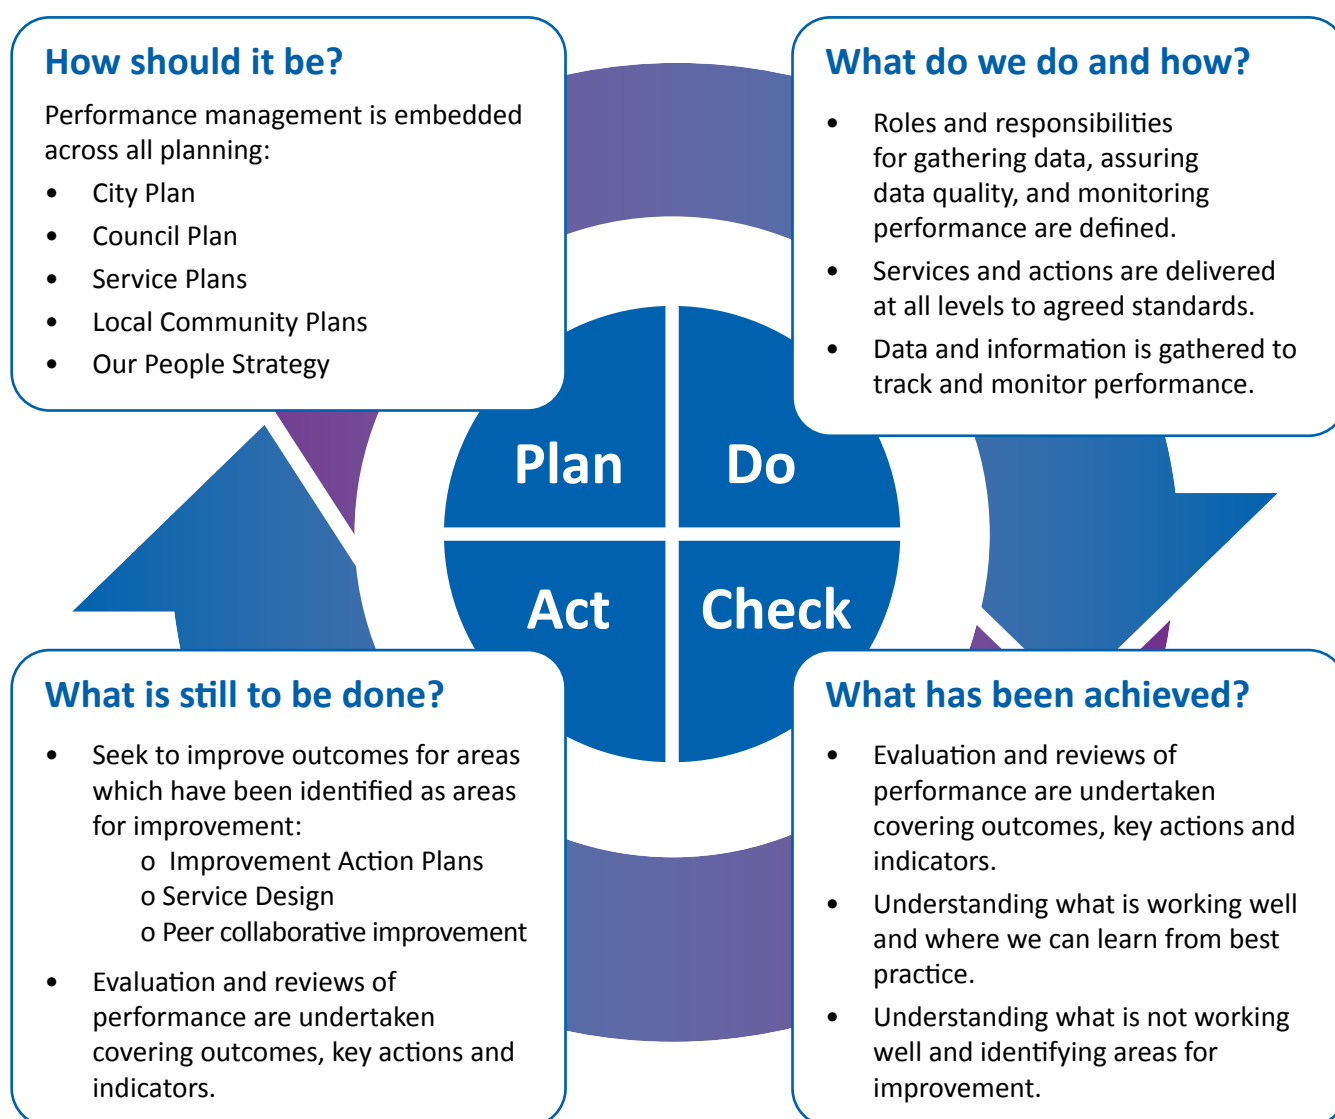 How should it be?
Performance management is embedded
across all planning:
• City Plan
• Council Plan
• Service Plans
• Local Community Plans
• Our People Strategy
What do we do and how?
• Roles and responsibilities
for gathering data, assuring
data quality, and monitoring
performance are defined.
• Services and actions are delivered
at all levels to agreed standards.
• Data and information is gathered to
track and monitor performance.
Plan
Do
Act
Check
What is still to be done?
• Seek to improve outcomes for areas
which have been identified as areas
for improvement:
o Improvement Action Plans
o Service Design
o Peer collaborative improvement
• Evaluation and reviews of
performance are undertaken
covering outcomes, key actions and
indicators.
What has been achieved?
• Evaluation and reviews of
performance are undertaken
covering outcomes, key actions and
indicators.
• Understanding what is working well
and where we can learn from best
practice.
• Understanding what is not working
well and identifying areas for
improvement.